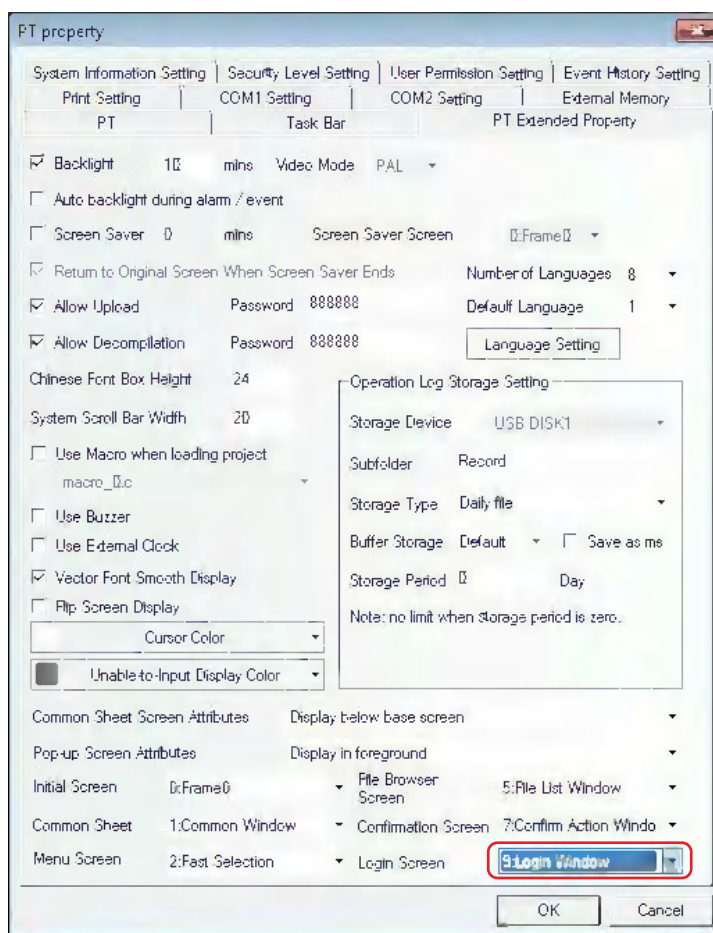 PT property
System Information Setting | Security Level Setting | User Permission Setting | Event History Setting
Print Setting | COM1 Setting | COM2 Setting | External Memory
PT | Task Bar | PT Extended Property
Backlight 10 mins Video Mode PAL
Auto backlight during alarm / event
Screen Saver 0 mins Screen Saver Screen 0:Frame0
Return to Original Screen When Screen Saver Ends Number of Languages 8
Allow Upload Password 888888 Default Language 1
Allow Decompilation Password 888888 Language Setting
Chinese Font Box Height 24 Operation Log Storage Setting
System Scroll Bar Width 20 Storage Device USB DISK1
Use Macro when loading project
Subfolder Record
macro_0.c
Storage Type Daily file
Use Buzzer
Use External Clock Buffer Storage Default Save as ms
Vector Font Smooth Display Storage Period 0 Day
Flip Screen Display Note: no limit when storage period is zero.
Cursor Color
Unable-to-Input Display Color
Common Sheet Screen Attributes Display below base screen
Pop-up Screen Attributes Display in foreground
Initial Screen 0:Frame0 File Browser Screen 5:File List Window
Common Sheet 1:Common Window Confirmation Screen 7:Confirm Action Windo
Menu Screen 2:Fast Selection Login Screen 9:Login Window
OK Cancel